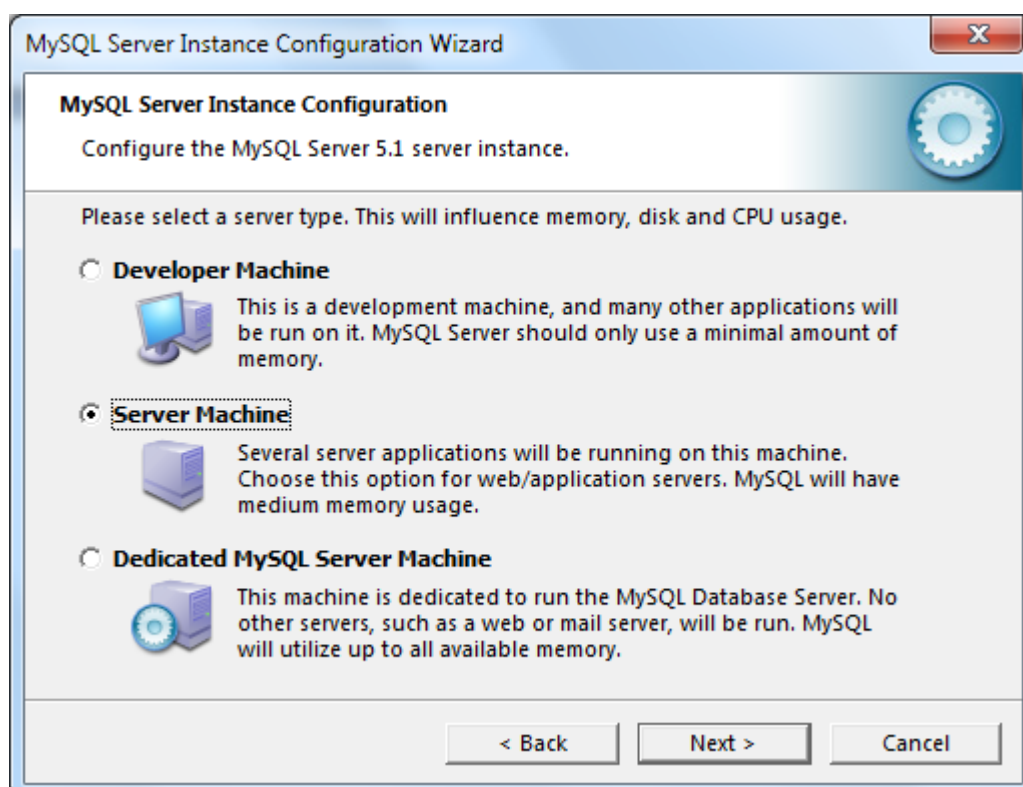 MySQL Server Instance Configuration Wizard
MySQL Server Instance Configuration
Configure the MySQL Server 5.1 server instance.
Please select a server type. This will influence memory, disk and CPU usage.
Developer Machine
This is a development machine, and many other applications will
be run on it. MySQL Server should only use a minimal amount of
memory.
Server Machine
Several server applications will be running on this machine.
Choose this option for web/application servers. MySQL will have
medium memory usage.
Dedicated MySQL Server Machine
This machine is dedicated to run the MySQL Database Server. No
other servers, such as a web or mail server, will be run. MySQL
will utilize up to all available memory.
< Back
Next >
Cancel